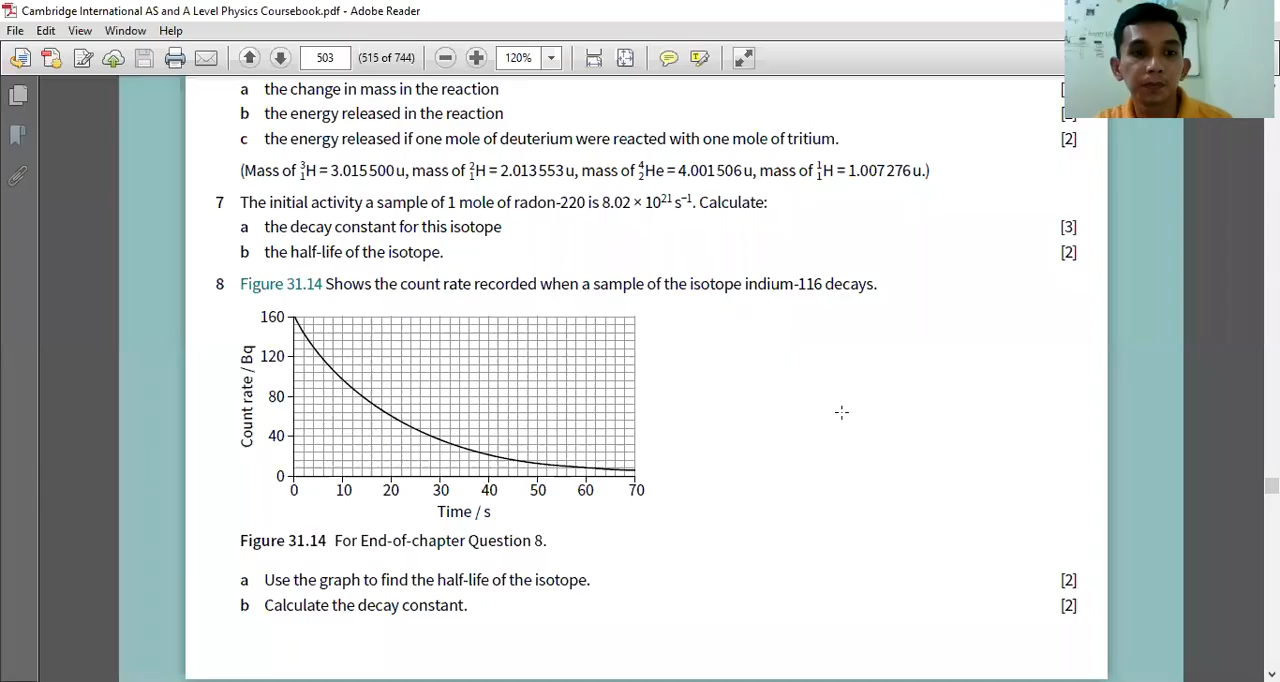 Cambridge International AS and A Level Physics Coursebook.pdf - Adobe Reader
File Edit View Window Help
503 (515 of 744) 120%
a the change in mass in the reaction
b the energy released in the reaction
c the energy released if one mole of deuterium were reacted with one mole of tritium. [2]
(Mass of ³₁H = 3.015 500 u, mass of ²₁H = 2.013 553 u, mass of ⁴₂He = 4.001 506 u, mass of ¹₁H = 1.007 276 u.)
7 The initial activity a sample of 1 mole of radon-220 is 8.02 × 10²¹ s⁻¹. Calculate:
a the decay constant for this isotope [3]
b the half-life of the isotope. [2]
8 Figure 31.14 Shows the count rate recorded when a sample of the isotope indium-116 decays.
160
120
80
40
0
Count rate / Bq
0 10 20 30 40 50 60 70
Time / s
Figure 31.14 For End-of-chapter Question 8.
a Use the graph to find the half-life of the isotope. [2]
b Calculate the decay constant. [2]